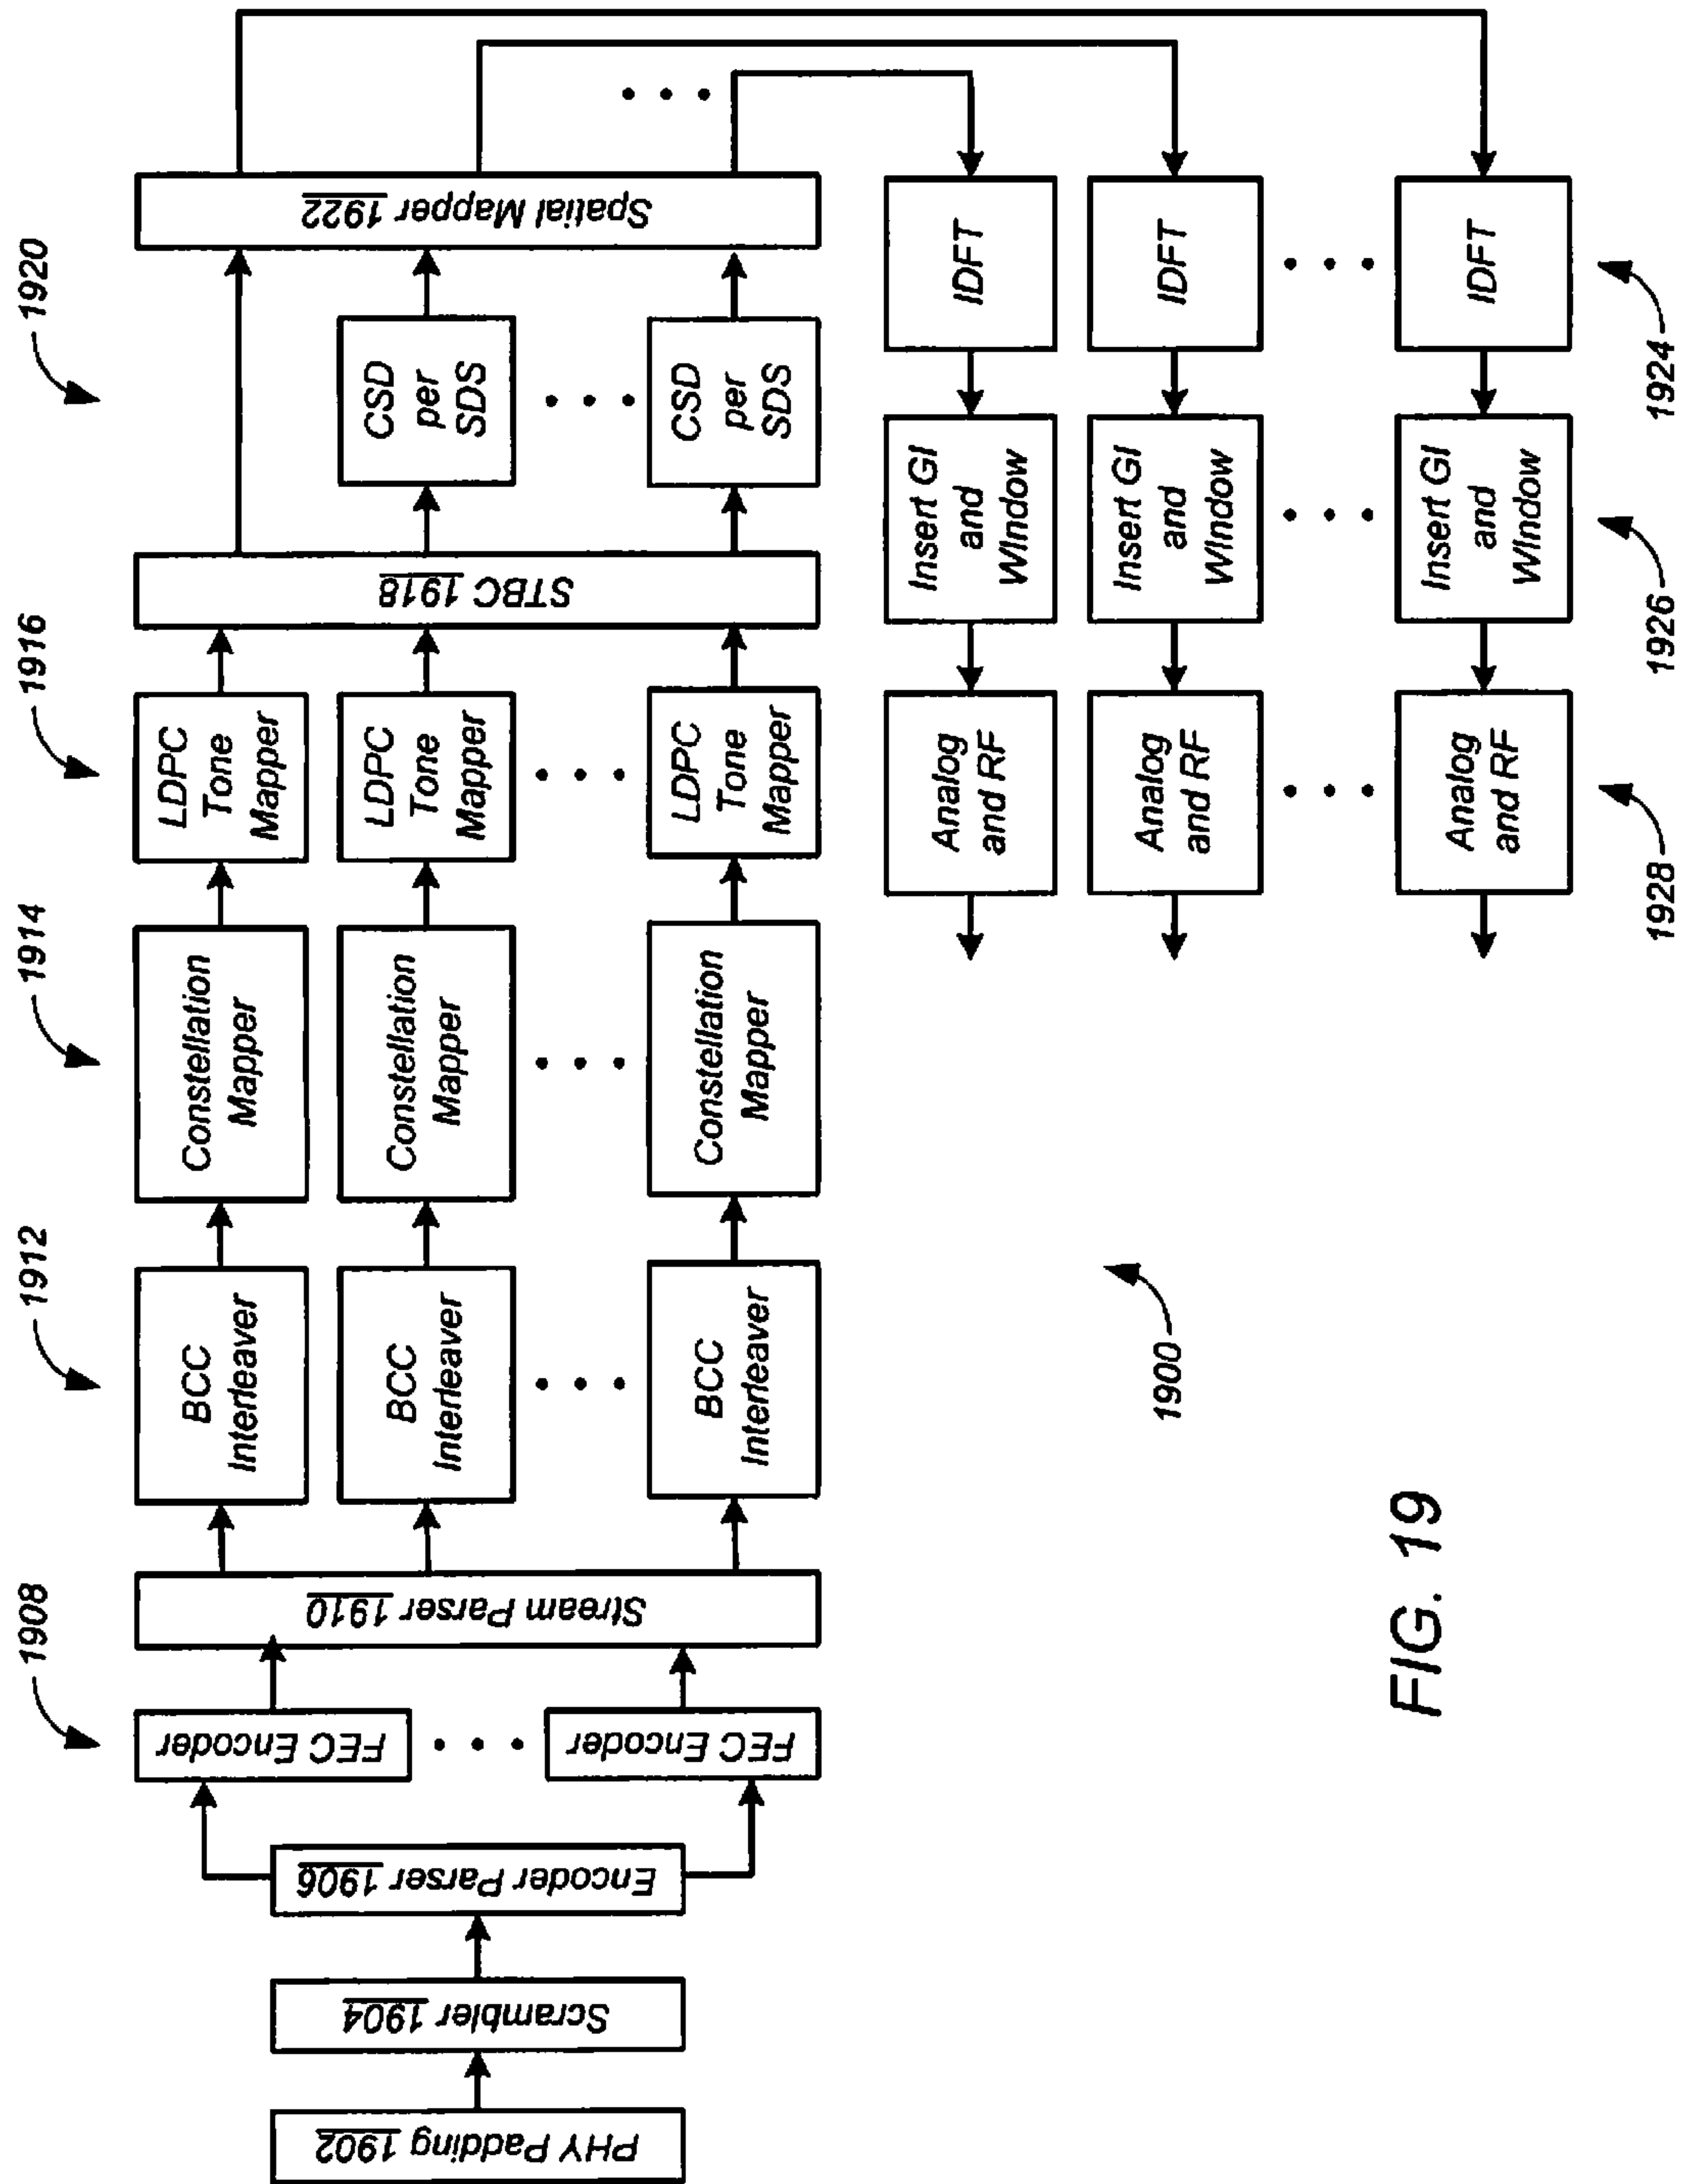 1908
1912
1914
1916
1920
PHY Padding 1902
Scrambler 1904
Encoder Parser 1906
FEC Encoder
FEC Encoder
Stream Parser 1910
BCC
Interleaver
BCC
Interleaver
BCC
Interleaver
Constellation
Mapper
Constellation
Mapper
Constellation
Mapper
LDPC
Tone
Mapper
LDPC
Tone
Mapper
LDPC
Tone
Mapper
STBC 1918
CSD
per
SDS
CSD
per
SDS
Spatial Mapper 1922
Analog
and RF
Insert GI
and
WIndow
IDFT
Analog
and RF
Insert GI
and
WIndow
IDFT
Analog
and RF
Insert GI
and
WIndow
IDFT
1900
1928
1926
1924
FIG. 19